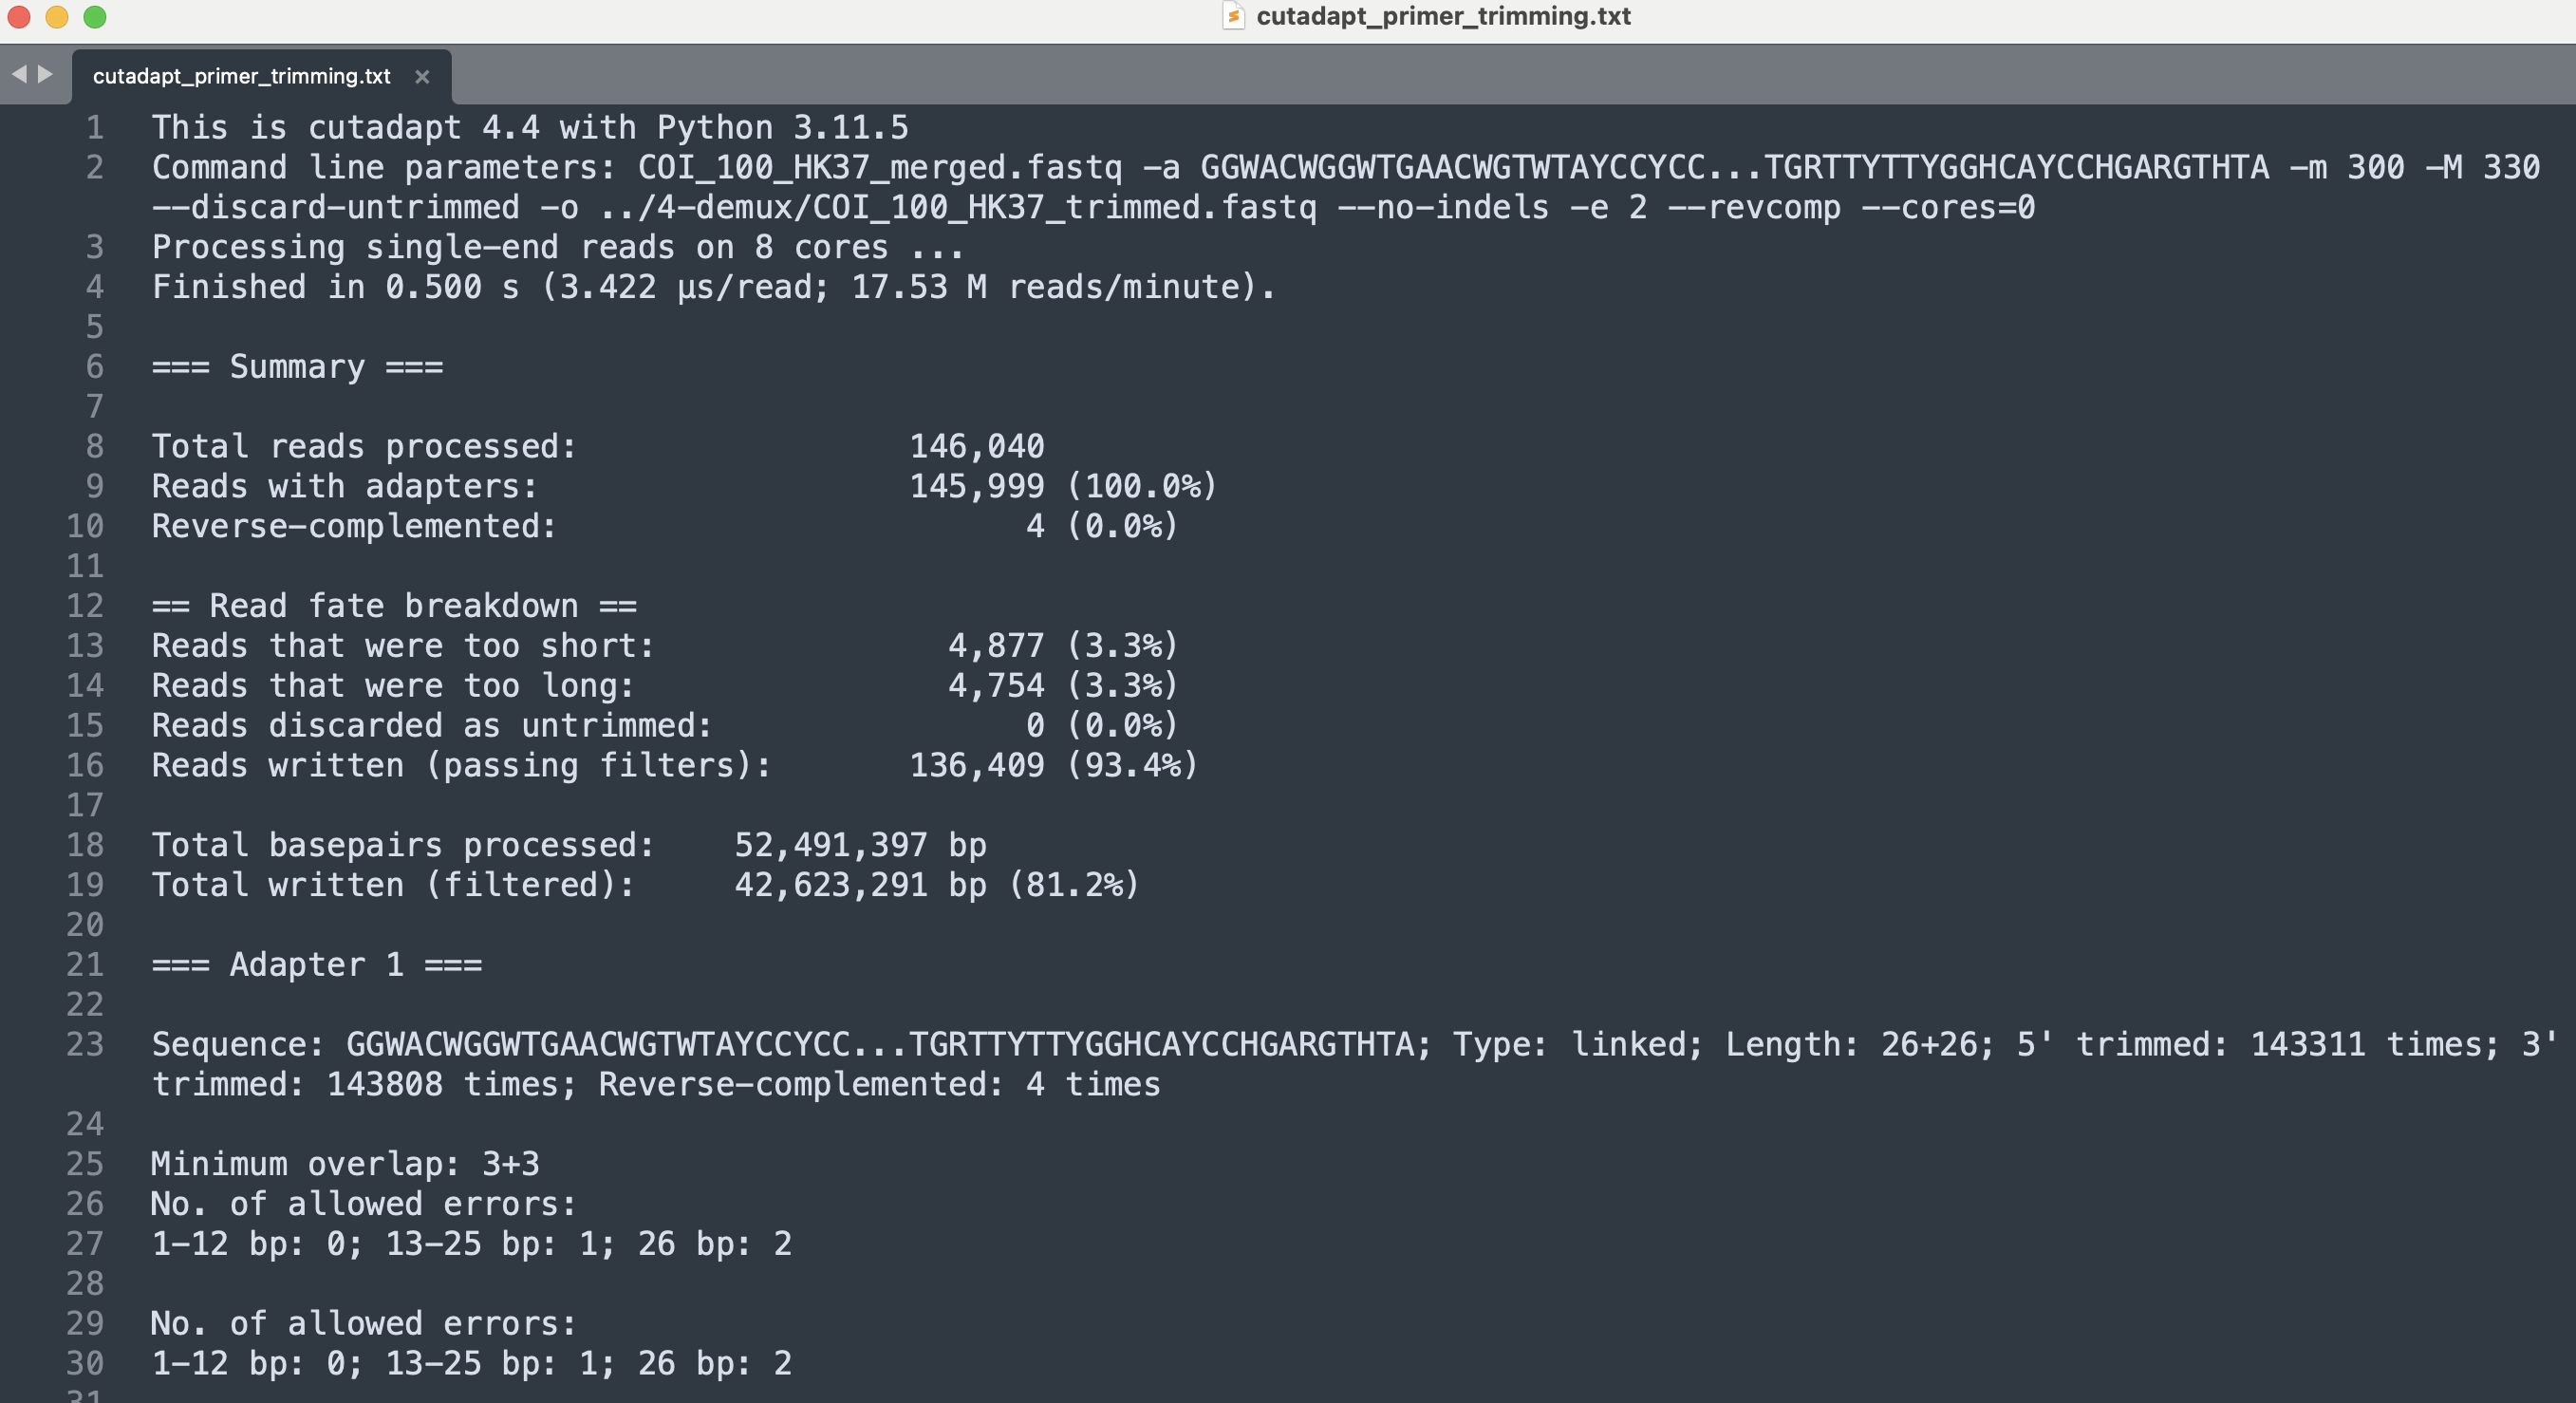 cutadapt_primer_trimming.txt
cutadapt_primer_trimming.txt ×
1 This is cutadapt 4.4 with Python 3.11.5
2 Command line parameters: COI_100_HK37_merged.fastq -a GGWACWGGWTGAACWGTWTAYCCYCC...TGRTTYTTYGGHCAYCCHGARGTHTA -m 300 -M 330
--discard-untrimmed -o ../4-demux/COI_100_HK37_trimmed.fastq --no-indels -e 2 --revcomp --cores=0
3 Processing single-end reads on 8 cores ...
4 Finished in 0.500 s (3.422 µs/read; 17.53 M reads/minute).
5
6 === Summary ===
7
8 Total reads processed: 146,040
9 Reads with adapters: 145,999 (100.0%)
10 Reverse-complemented: 4 (0.0%)
11
12 == Read fate breakdown ==
13 Reads that were too short: 4,877 (3.3%)
14 Reads that were too long: 4,754 (3.3%)
15 Reads discarded as untrimmed: 0 (0.0%)
16 Reads written (passing filters): 136,409 (93.4%)
17
18 Total basepairs processed: 52,491,397 bp
19 Total written (filtered): 42,623,291 bp (81.2%)
20
21 === Adapter 1 ===
22
23 Sequence: GGWACWGGWTGAACWGTWTAYCCYCC...TGRTTYTTYGGHCAYCCHGARGTHTA; Type: linked; Length: 26+26; 5' trimmed: 143311 times; 3'
trimmed: 143808 times; Reverse-complemented: 4 times
24
25 Minimum overlap: 3+3
26 No. of allowed errors:
27 1-12 bp: 0; 13-25 bp: 1; 26 bp: 2
28
29 No. of allowed errors:
30 1-12 bp: 0; 13-25 bp: 1; 26 bp: 2
31